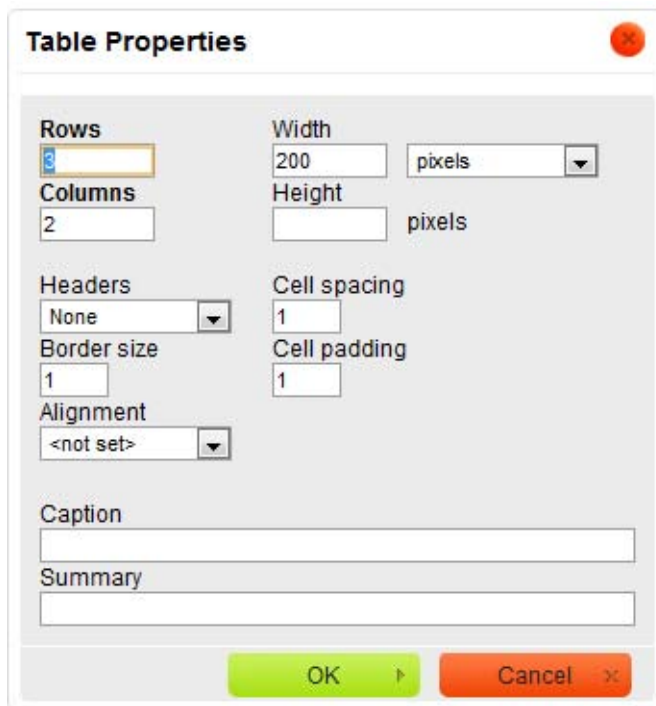 Table Properties
Rows Width
3 200 pixels
Columns Height
2 pixels
Headers Cell spacing
None 1
Border size Cell padding
1 1
Alignment
<not set>
Caption
Summary
OK Cancel